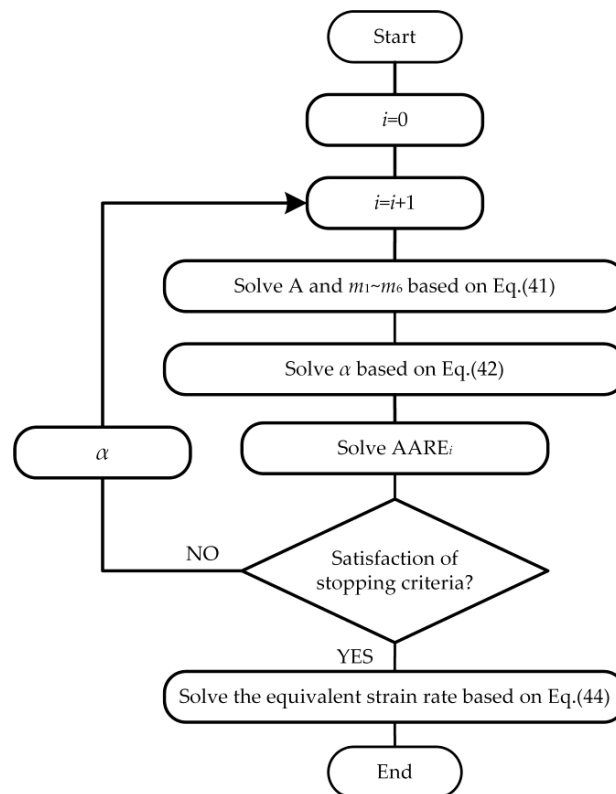 Start
i=0
i=i+1
Solve A and m₁~m₆ based on Eq.(41)
Solve α based on Eq.(42)
α
Solve AAREᵢ
NO
Satisfaction of
stopping criteria?
YES
Solve the equivalent strain rate based on Eq.(44)
End